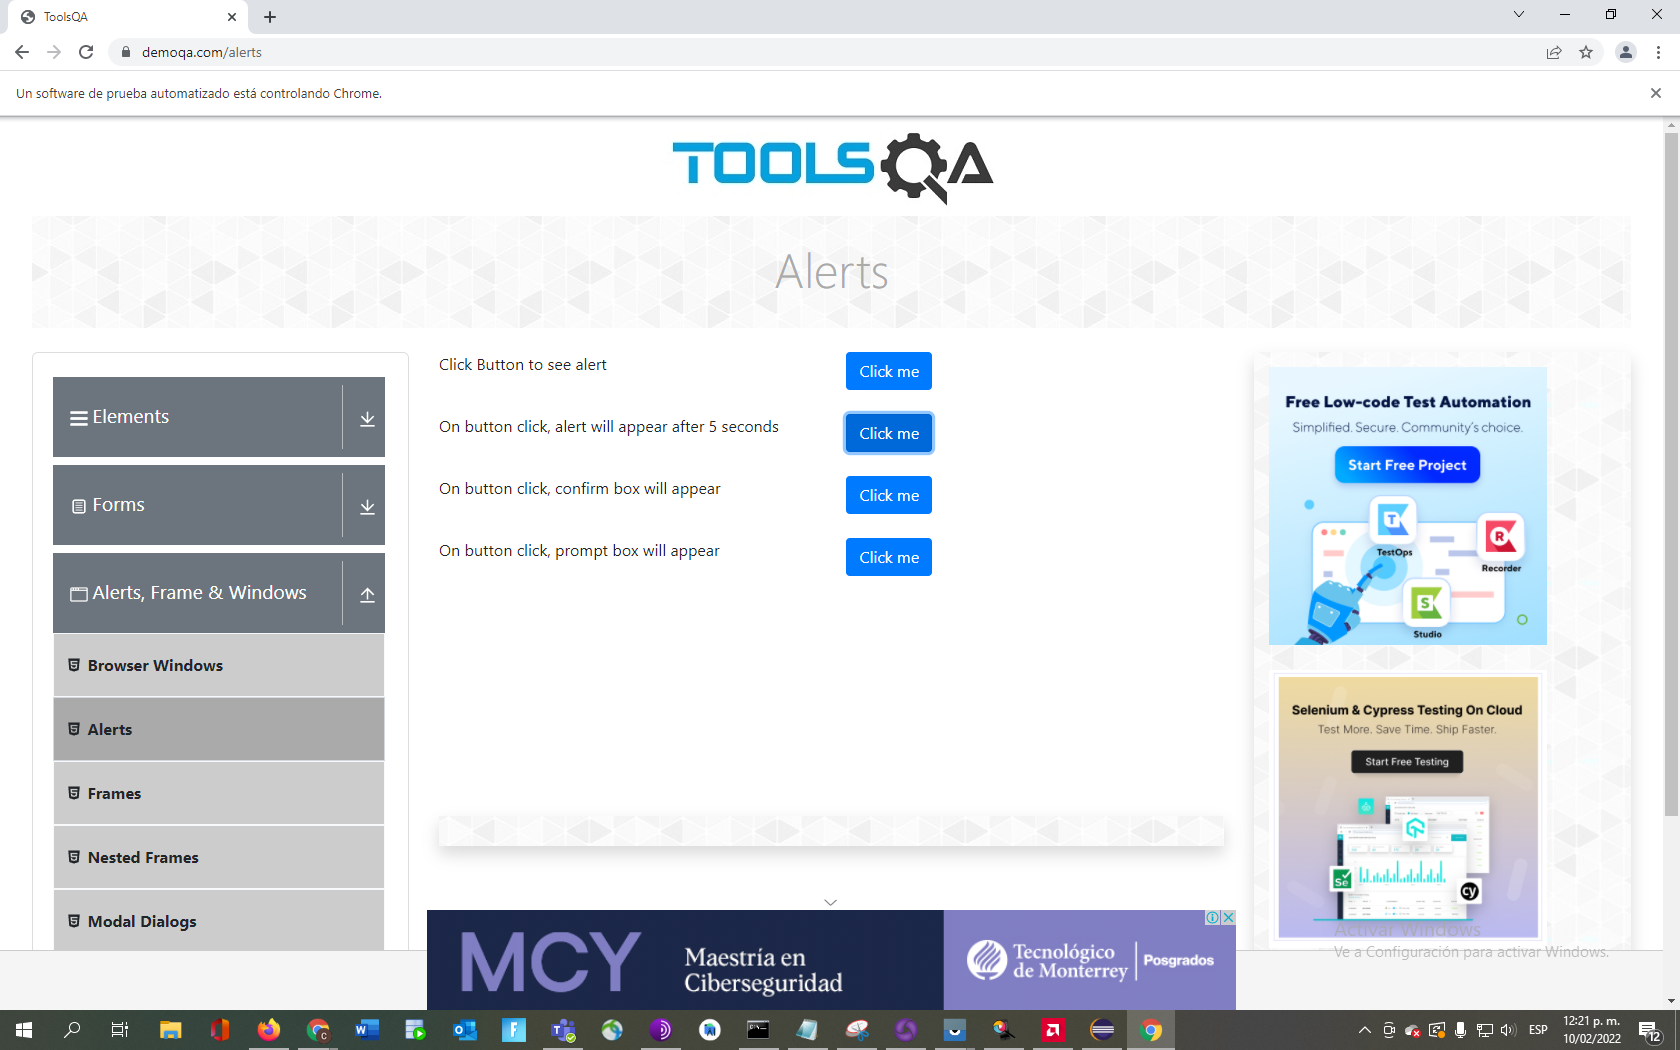 ToolsQA
demoqa.com/alerts
Un software de prueba automatizado está controlando Chrome.
TOOLSQA
Alerts
Elements
Forms
Alerts, Frame & Windows
Browser Windows
Alerts
Frames
Nested Frames
Modal Dialogs
Click Button to see alert
Click me
On button click, alert will appear after 5 seconds
Click me
On button click, confirm box will appear
Click me
On button click, prompt box will appear
Click me
Free Low-code Test Automation
Simplified. Secure. Community's choice.
Start Free Project
TestOps
Recorder
Studio
Selenium & Cypress Testing On Cloud
Test More. Save Time. Ship Faster.
Start Free Testing
Se
cy
Activar Windows
Ve a Configuración para activar Windows.
MCY
Maestría en
Ciberseguridad
Tecnológico
de Monterrey
Posgrados
ESP
12:21 p. m.
10/02/2022
12